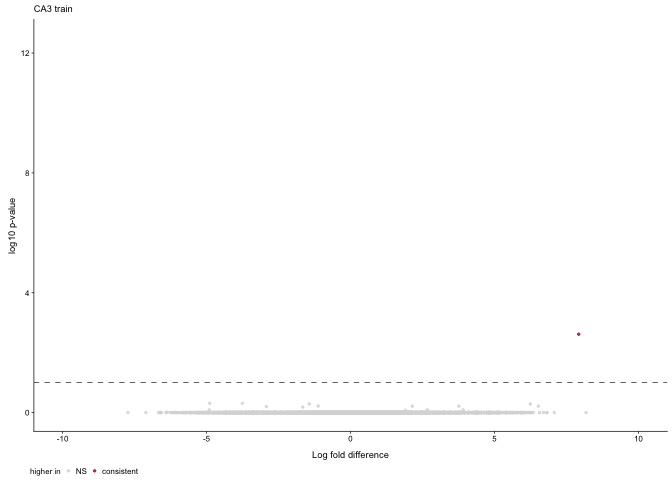 CA3 train
12
8
4
0
log10 p-value
-10
-5
0
5
10
Log fold difference
higher in NS consistent